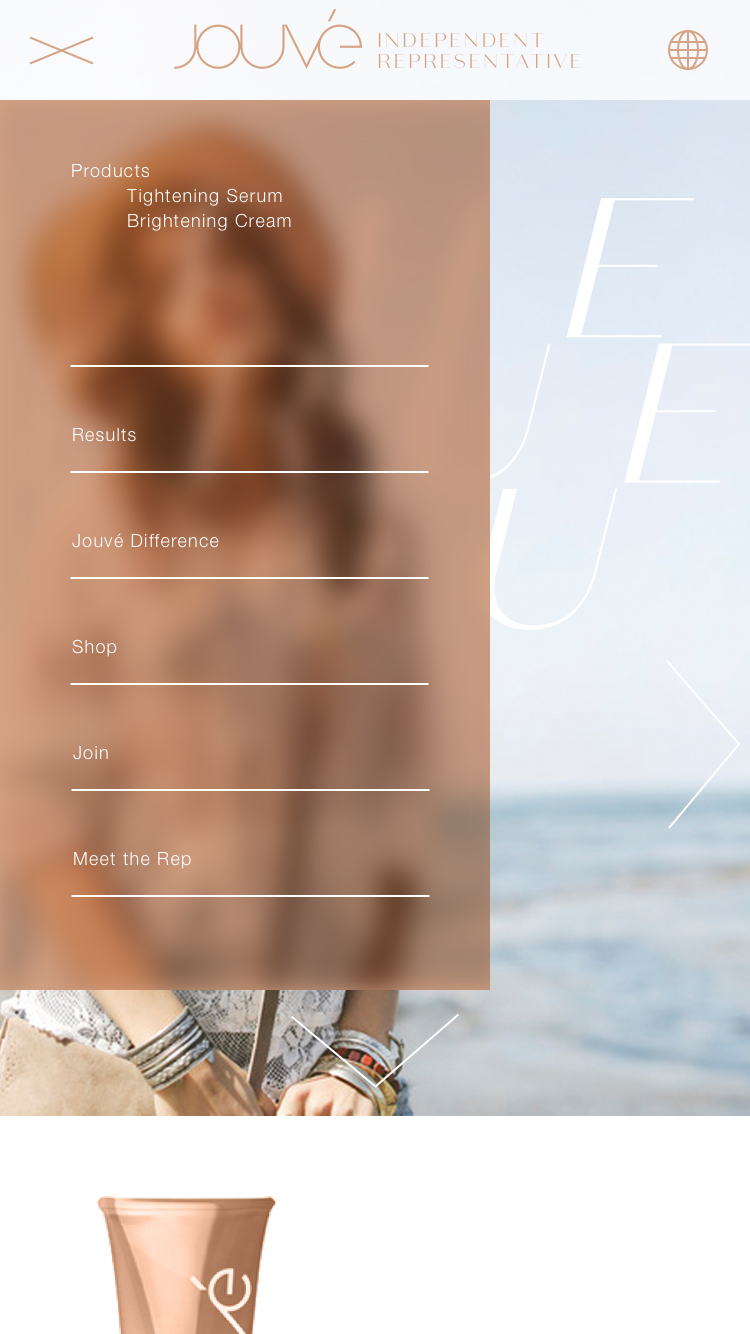 Jouvé INDEPENDENT
REPRESENTATIVE
Products
Tightening Serum
Brightening Cream
Results
Jouvé Difference
Shop
Join
Meet the Rep
E
E
U
é